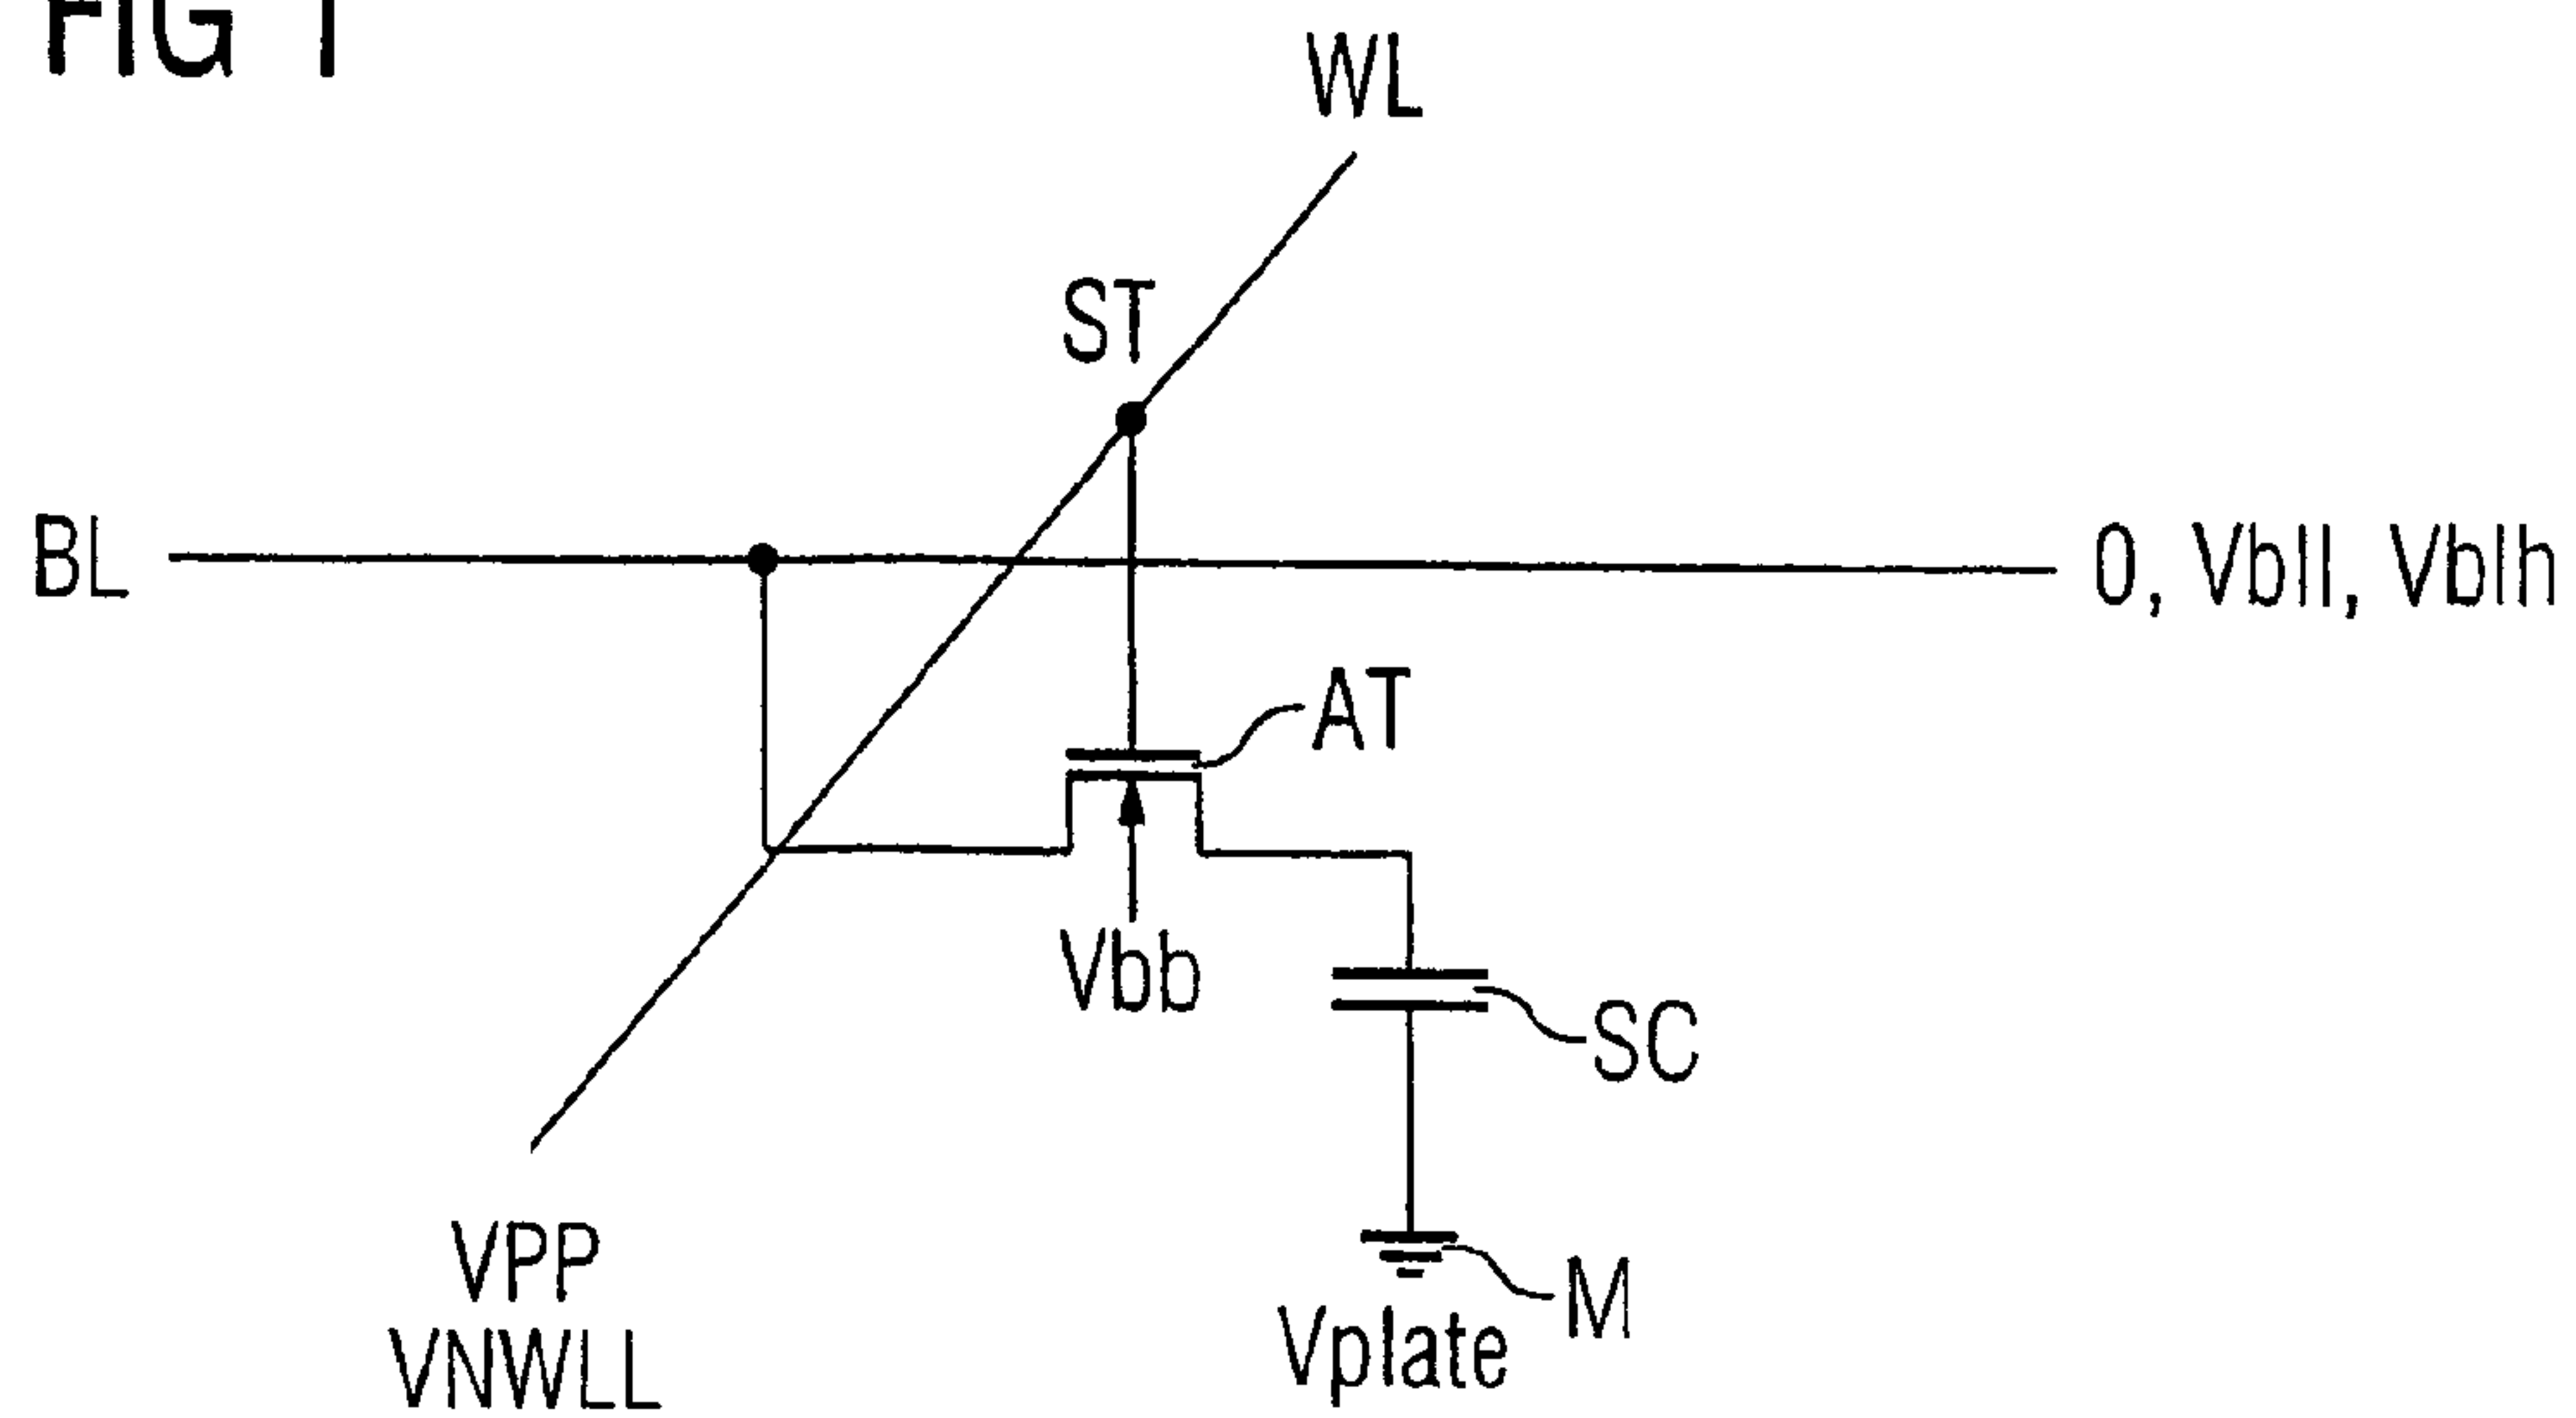 FIG 1
WL
ST
BL
0, Vbll, Vblh
AT
Vbb
SC
VPP
VNWLL
M
Vplate